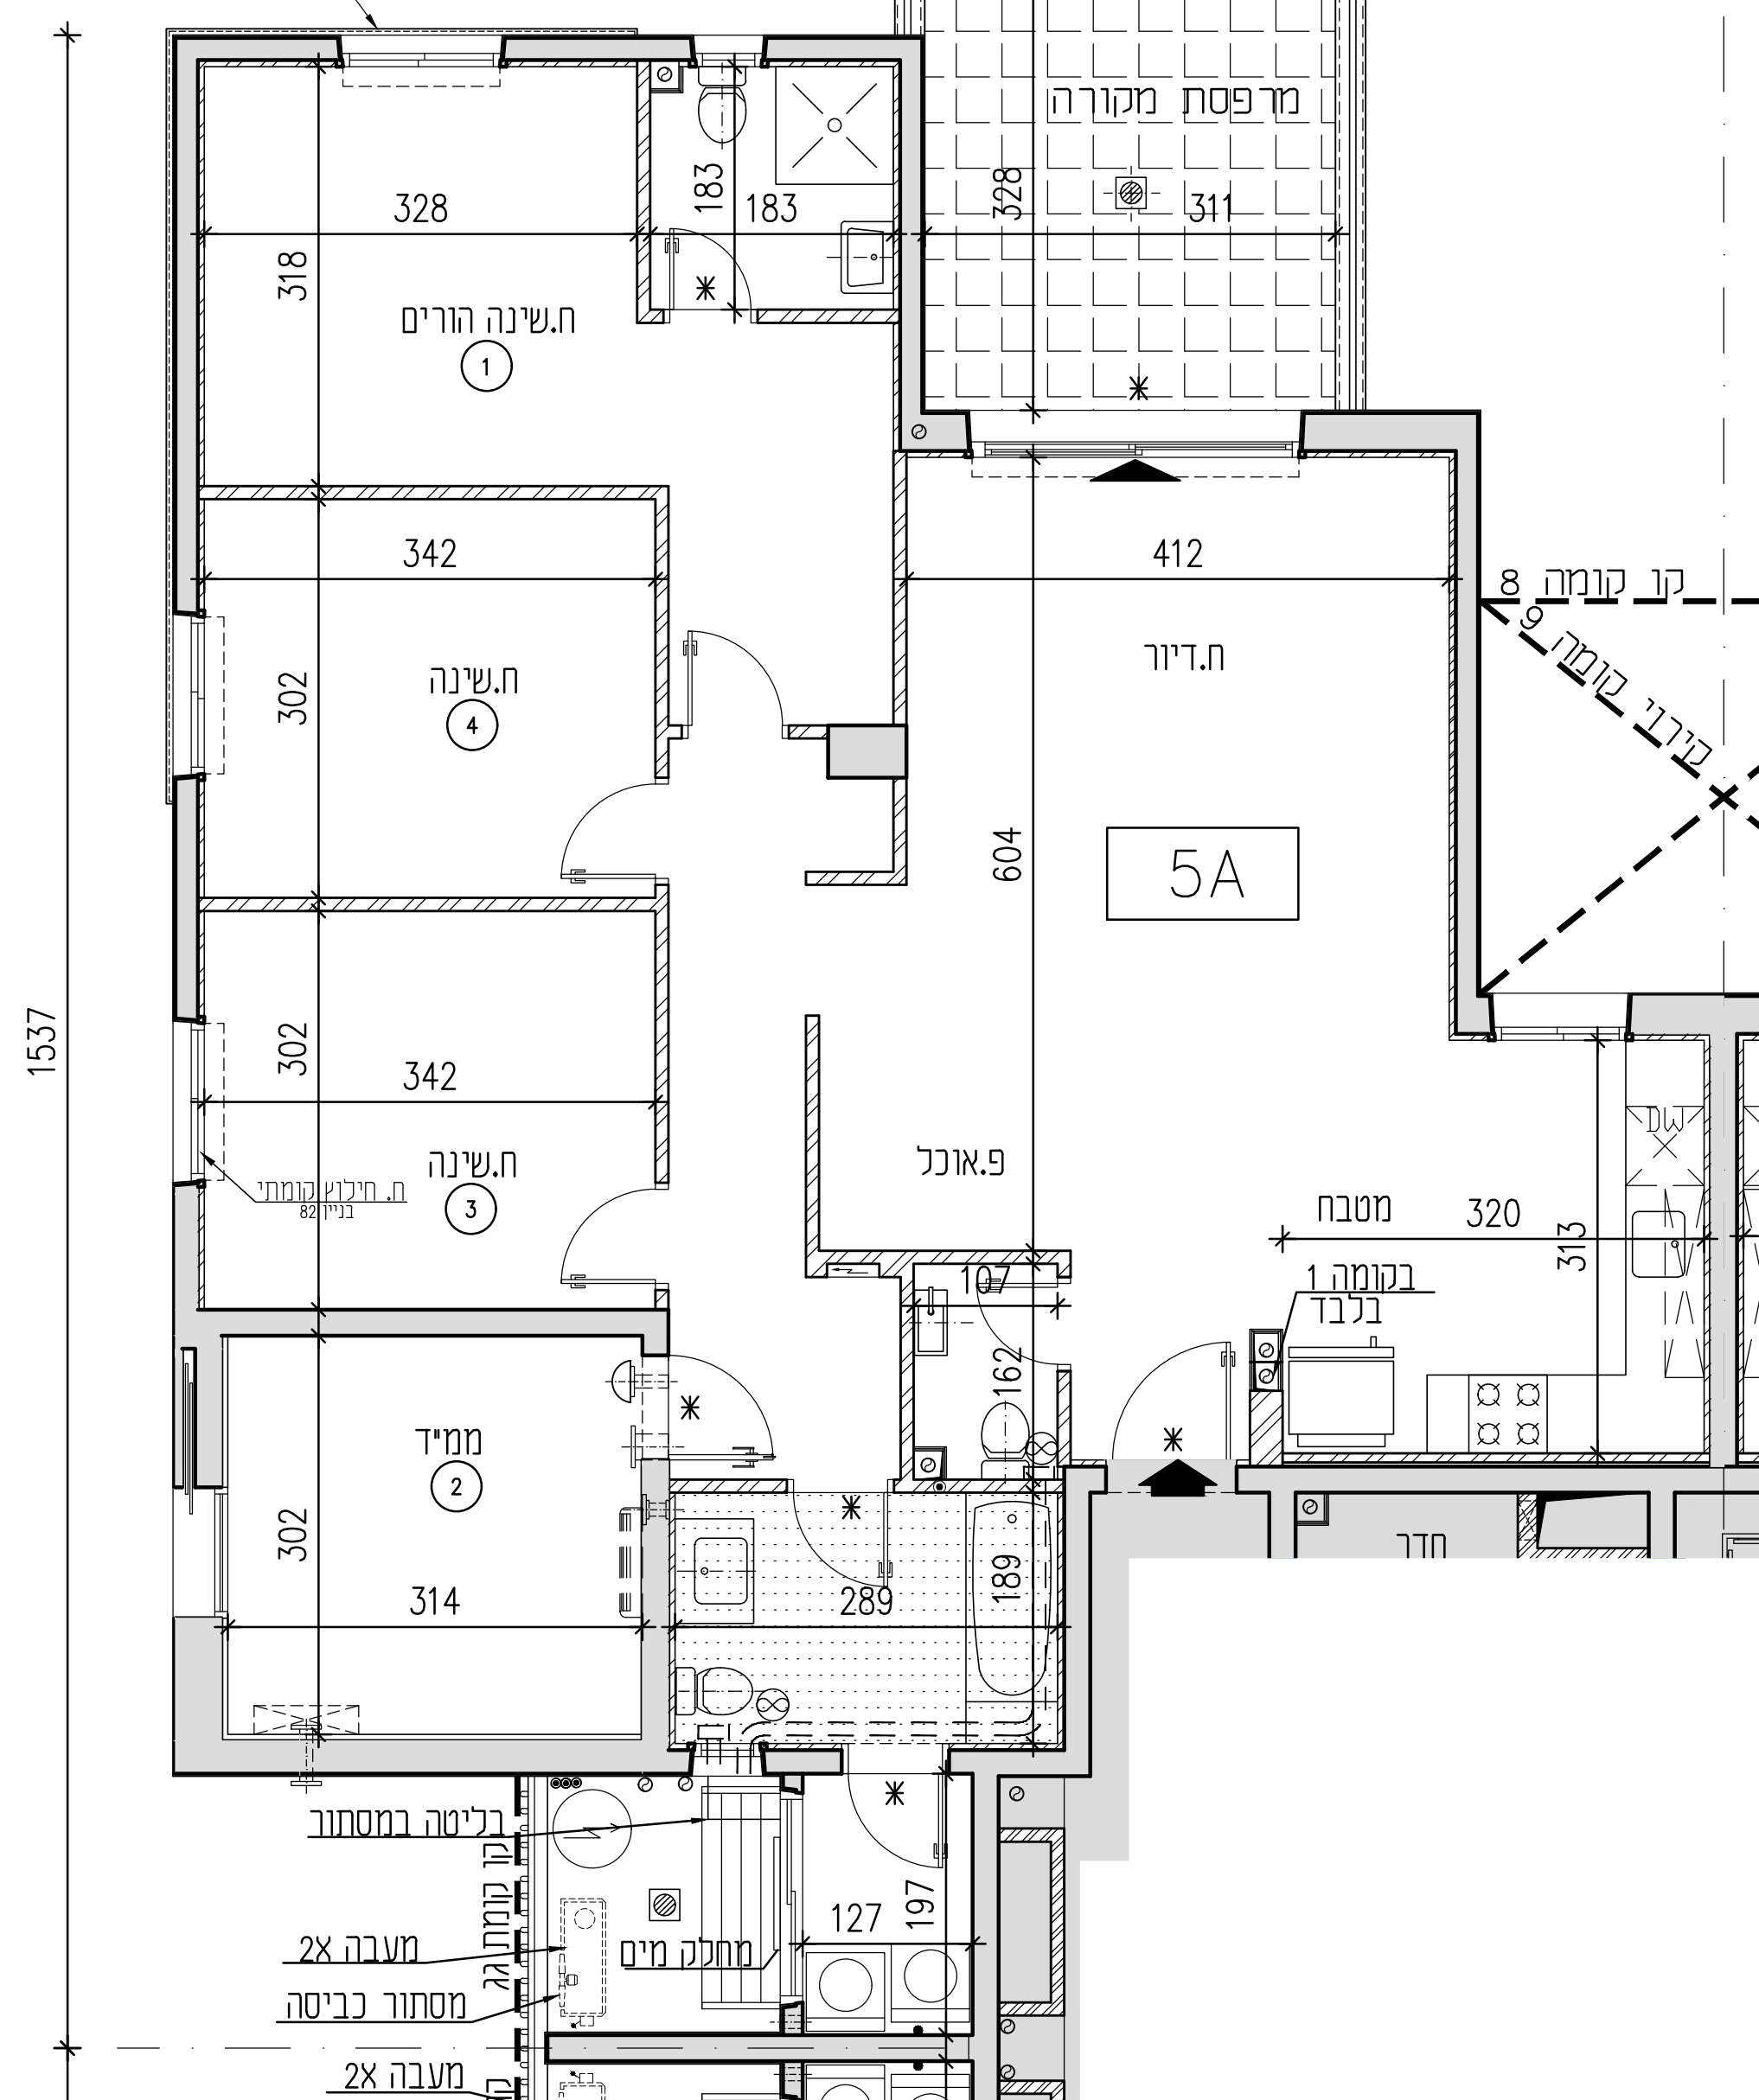 מרפסת מקורה
183
328
183
328
311
318
ח.שינה הורים
1
342
412
קו קומה 8
קירוי קומה 9
ח.דיור
302
ח.שינה
4
604
5A
1537
302
342
DW
פ.אוכל
ח.שינה
3
ח. חילוץ קומתי
בניין 82
מטבח
320
313
107
בקומה 1
בלבד
162
ממ"ד
2
302
314
289
189
חדר
בליטה במסתור
קו קומת גג
127
197
מעבה 2X
מחלק מים
מסתור כביסה
מעבה 2X
קו